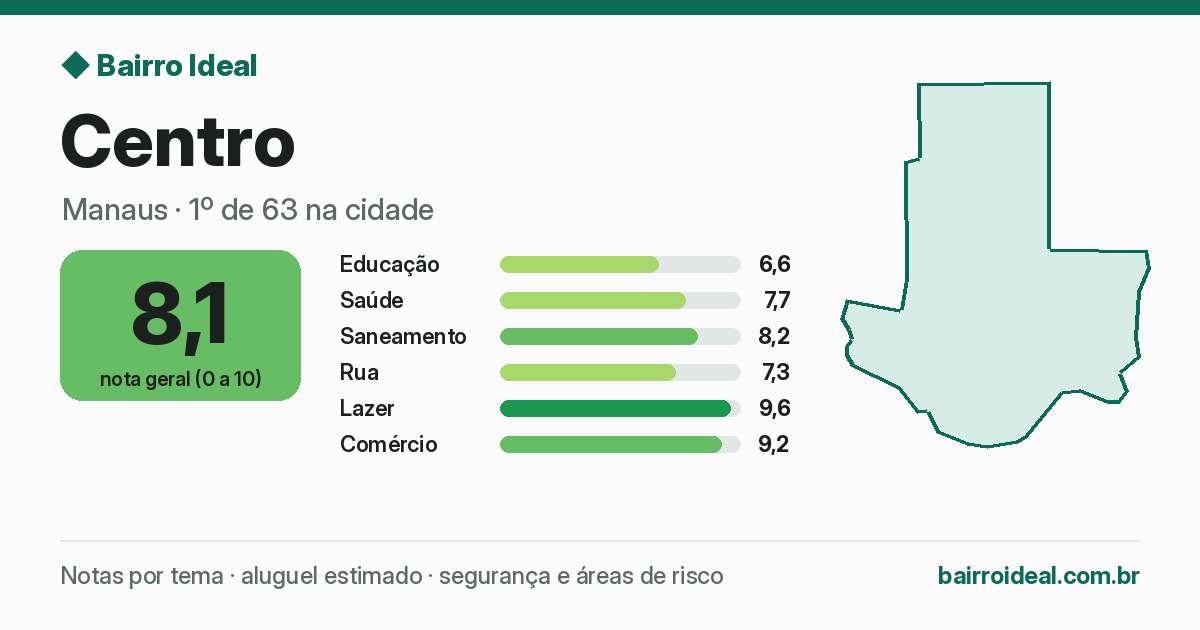 Bairro Ideal
Centro
Manaus · 1º de 63 na cidade
8,1
nota geral (0 a 10)
Educação 6,6
Saúde 7,7
Saneamento 8,2
Rua 7,3
Lazer 9,6
Comércio 9,2
Notas por tema · aluguel estimado · segurança e áreas de risco
bairroideal.com.br